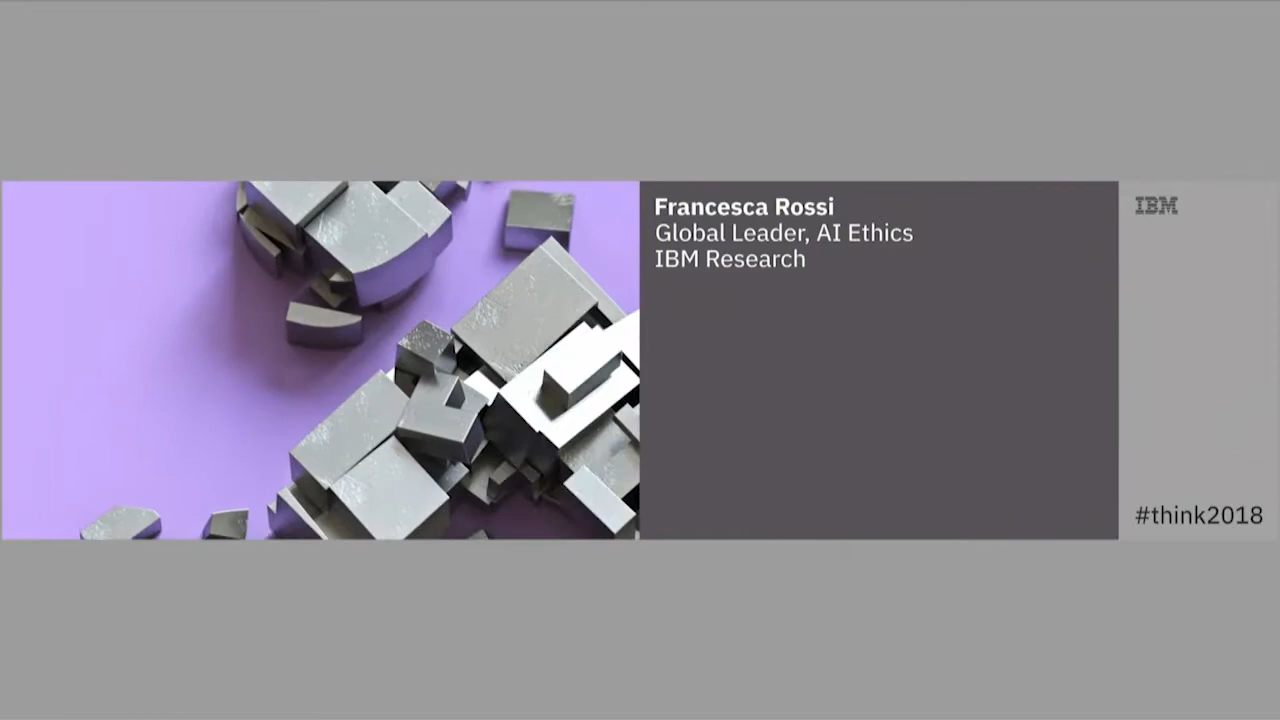 Francesca Rossi
Global Leader, AI Ethics
IBM Research
IBM
#think2018